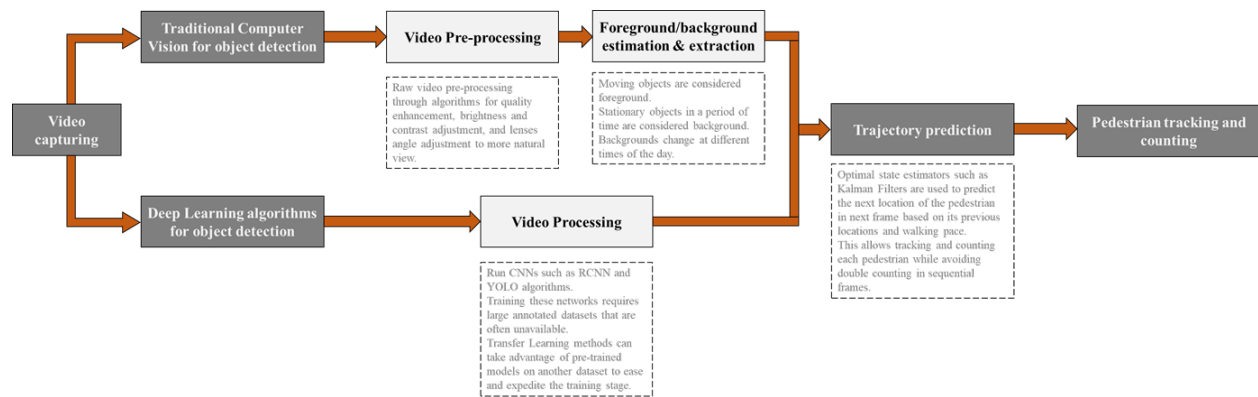 Traditional Computer
Vision for object detection
Video Pre-processing
Foreground/background
estimation & extraction
Raw video pre-processing
through algorithms for quality
enhancement, brightness and
contrast adjustment, and lenses
angle adjustment to more natural
view.
Moving objects are considered
foreground.
Stationary objects in a period of
time are considered background.
Backgrounds change at different
times of the day.
Video
capturing
Trajectory prediction
Pedestrian tracking and
counting
Optimal state estimators such as
Kalman Filters are used to predict
the next location of the pedestrian
in next frame based on its previous
locations and walking pace.
This allows tracking and counting
each pedestrian while avoiding
double counting in sequential
frames.
Deep Learning algorithms
for object detection
Video Processing
Run CNNs such as RCNN and
YOLO algorithms.
Training these networks requires
large annotated datasets that are
often unavailable.
Transfer Learning methods can
take advantage of pre-trained
models on another dataset to ease
and expedite the training stage.